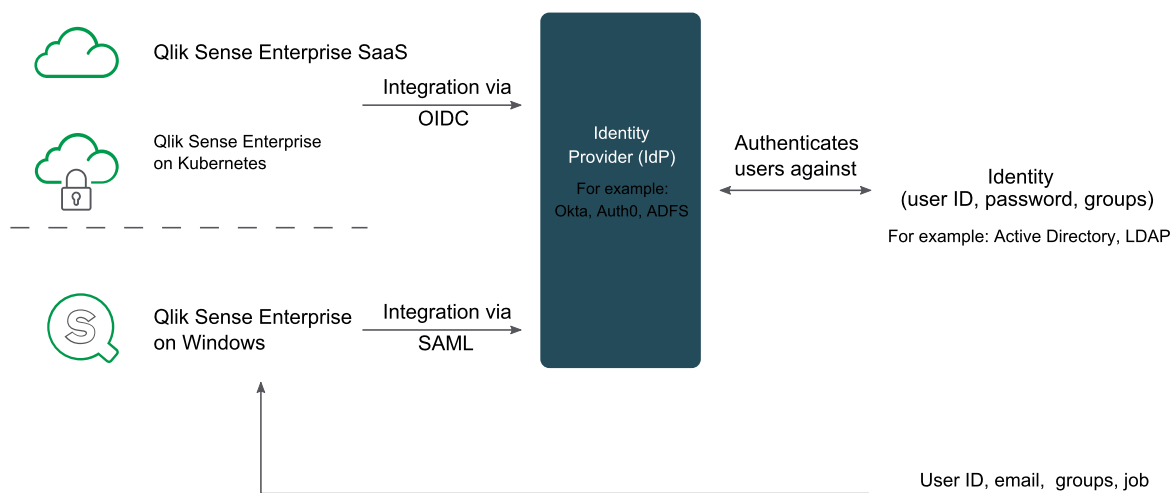 Qlik Sense Enterprise SaaS
Integration via
OIDC
Qlik Sense Enterprise
on Kubernetes
Identity
Provider (IdP)
For example:
Okta, Auth0, ADFS
Authenticates
users against
Identity
(user ID, password, groups)
For example: Active Directory, LDAP
S
Qlik Sense Enterprise
on Windows
Integration via
SAML
User ID, email, groups, job